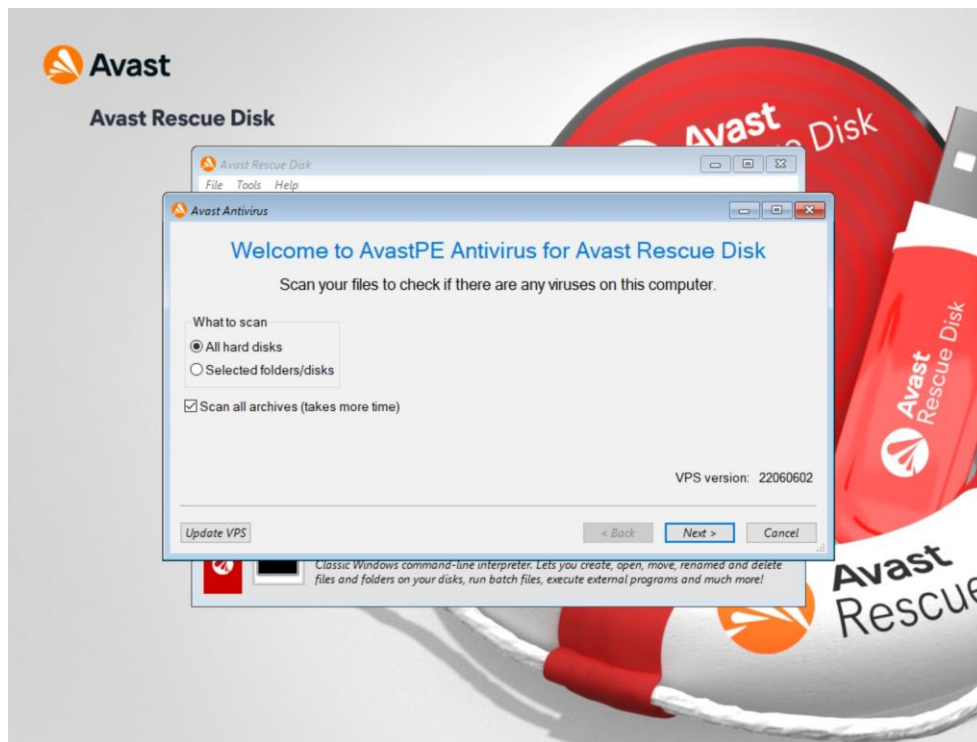 Avast
Avast Rescue Disk
Avast
Disk
Avast Rescue Disk
File Tools Help
Avast Antivirus
Welcome to AvastPE Antivirus for Avast Rescue Disk
Scan your files to check if there are any viruses on this computer.
What to scan
All hard disks
Selected folders/disks
Scan all archives (takes more time)
VPS version: 22060602
Update VPS
< Back
Next >
Cancel
Classic Windows command-line interpreter. Lets you create, open, move, renamed and delete
files and folders on your disks, run batch files, execute external programs and much more!
Avast
Rescue Disk
Avast
Rescue